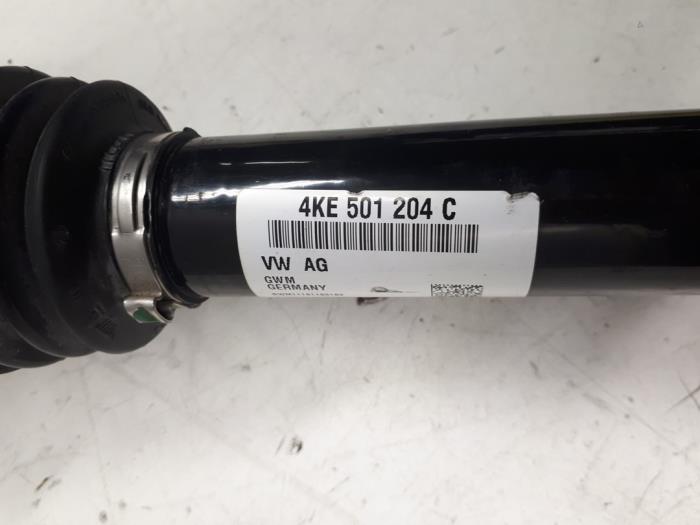 4KE 501 204 C
VW AG
GWM
GERMANY